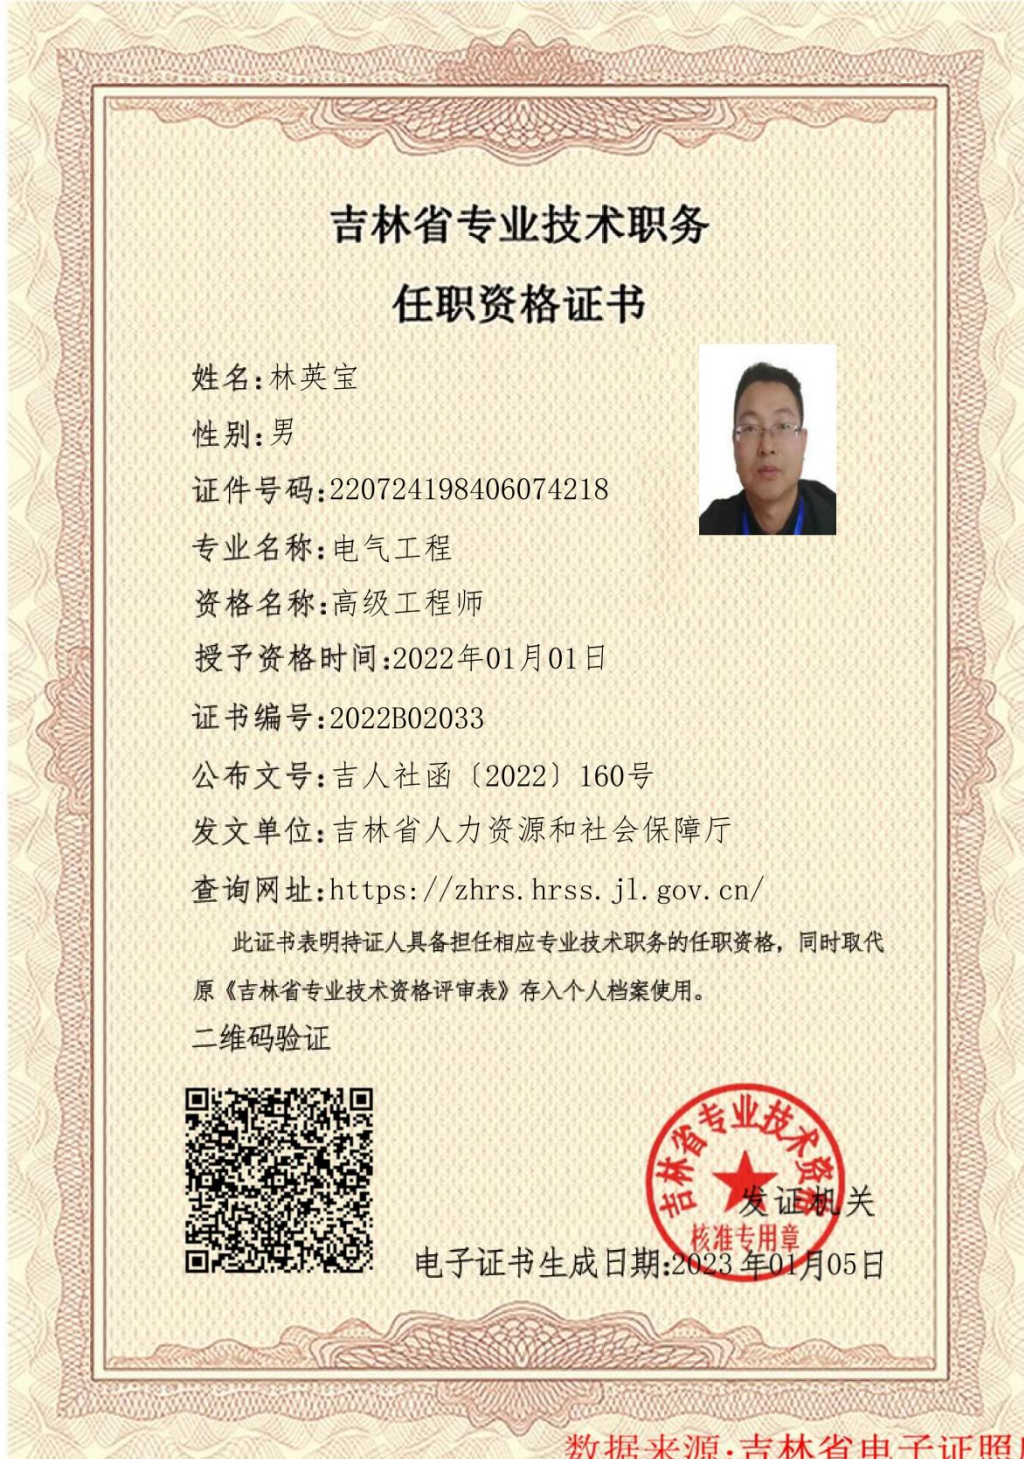 吉林省专业技术职务
任职资格证书
姓名:林英宝
性别:男
证件号码:220724198406074218
专业名称:电气工程
资格名称:高级工程师
授予资格时间:2022年01月01日
证书编号:2022B02033
公布文号:吉人社函〔2022〕160号
发文单位:吉林省人力资源和社会保障厅
查询网址:https://zhrs.hrss.jl.gov.cn/
此证书表明持证人具备担任相应专业技术职务的任职资格，同时取代
原《吉林省专业技术资格评审表》存入个人档案使用。
二维码验证
吉林省专业技术资格
核准专用章
发证机关
电子证书生成日期:2023年01月05日
数据来源:吉林省电子证照